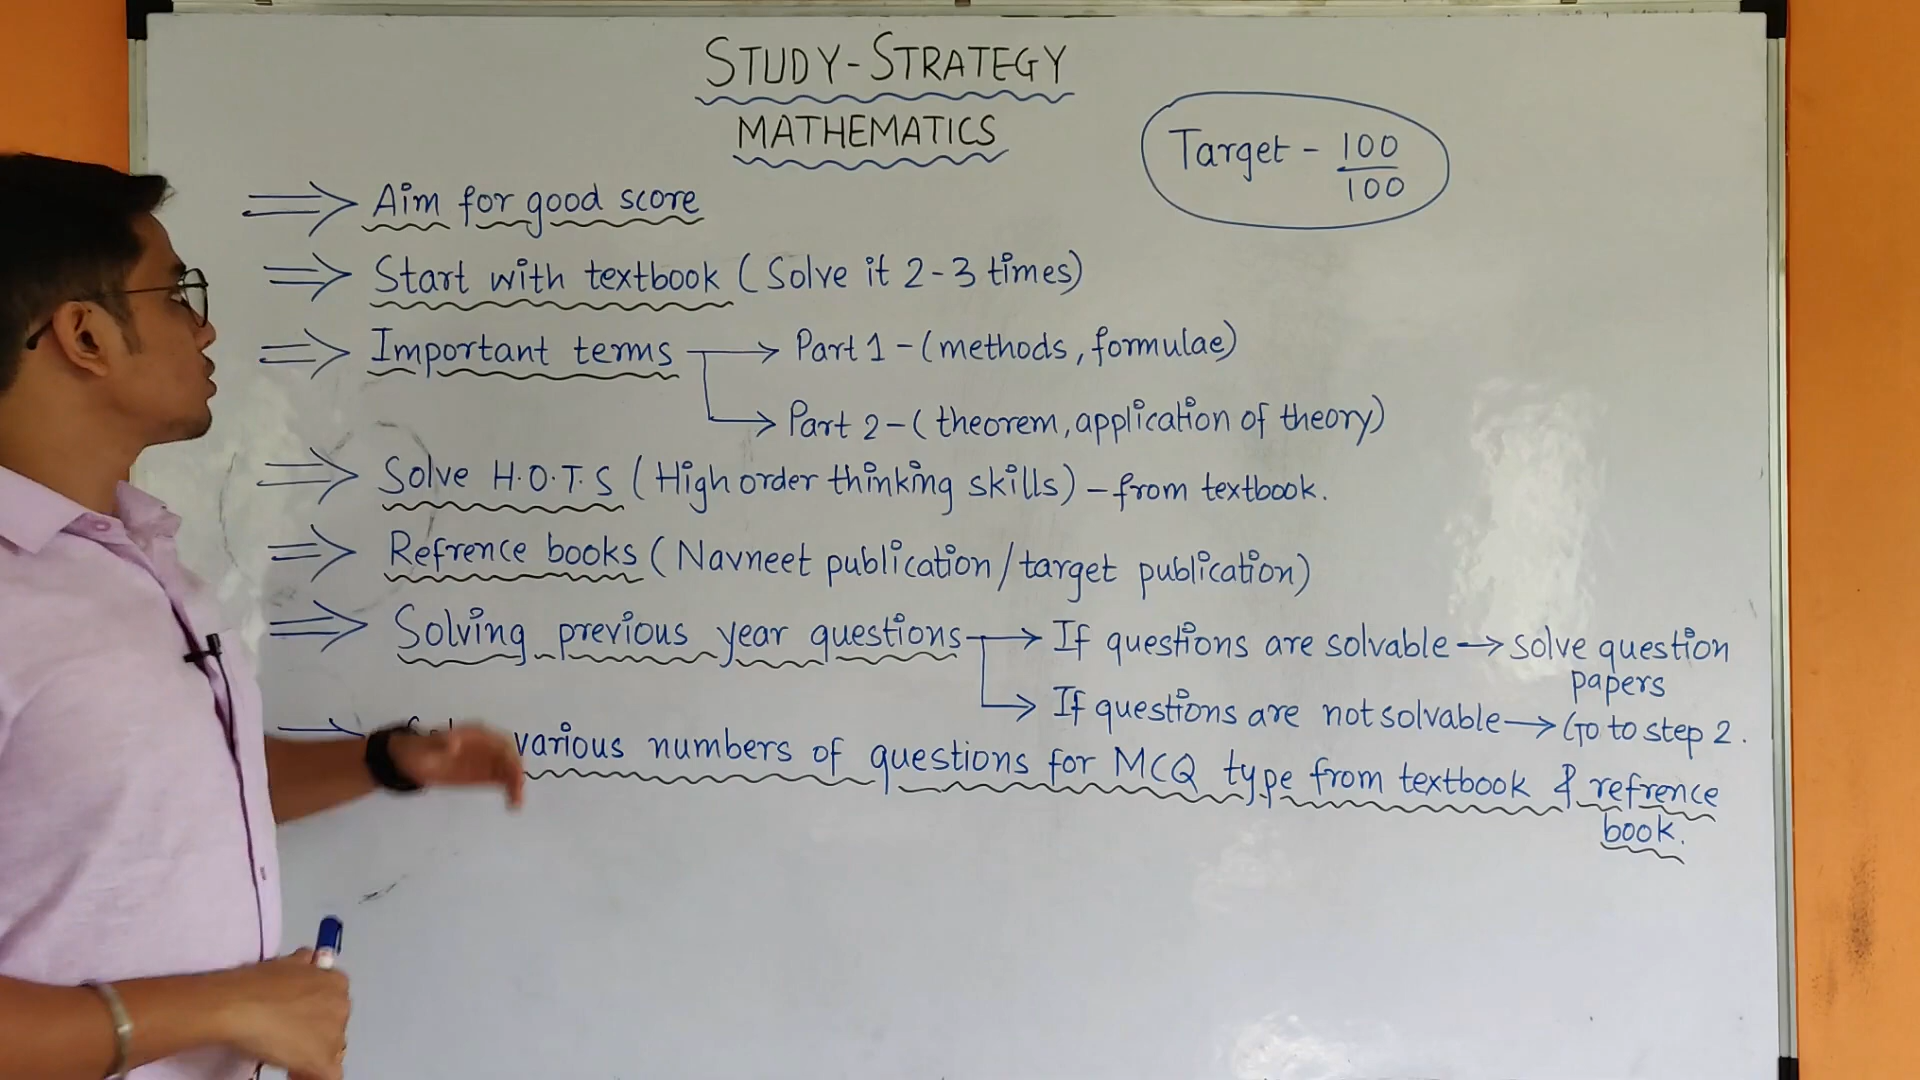 STUDY-STRATEGY
MATHEMATICS
Target - 100/100
⇒ Aim for good score
⇒ Start with textbook (Solve it 2-3 times)
⇒ Important terms → Part 1 - (methods, formulae)
→ Part 2 - (theorem, application of theory)
⇒ Solve H.O.T.S (High order thinking skills) - from textbook.
⇒ Refrence books (Navneet publication/target publication)
⇒ Solving previous year questions → If questions are solvable → solve question
papers
→ If questions are not solvable → Go to step 2.
various numbers of questions for MCQ type from textbook & refrence
book.